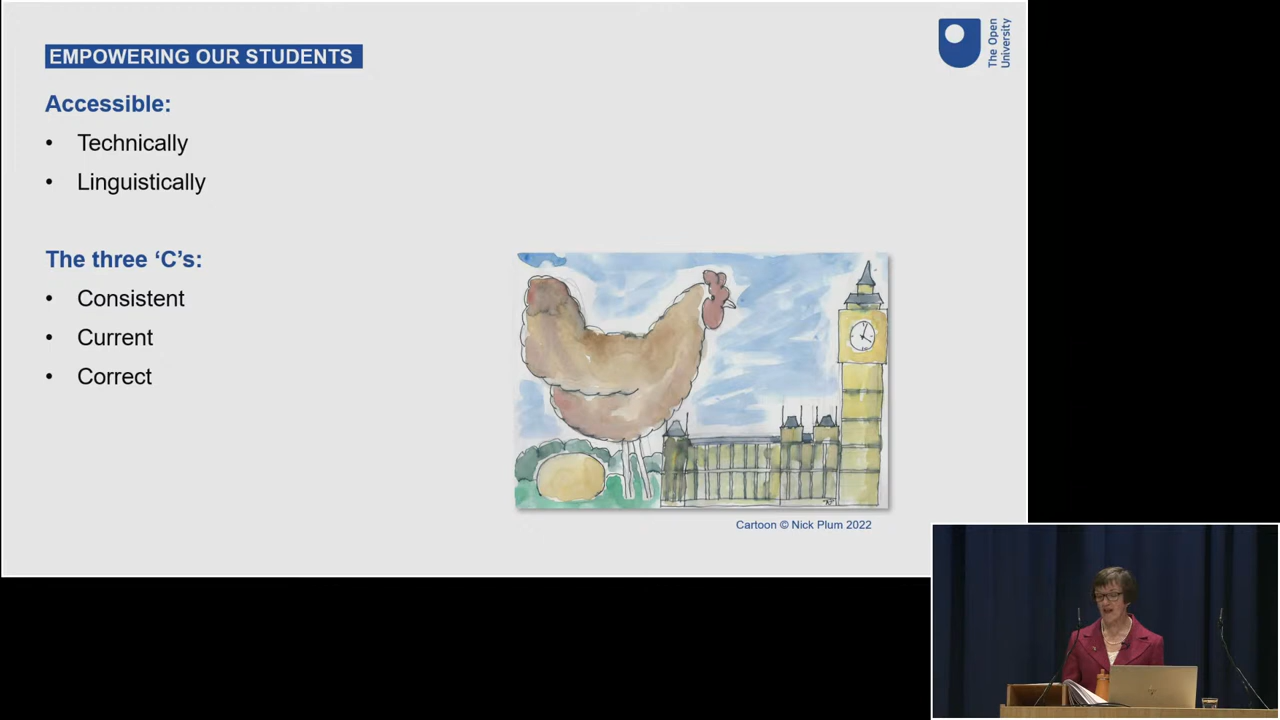 EMPOWERING OUR STUDENTS
The Open
University
Accessible:
• Technically
• Linguistically
The three ‘C’s:
• Consistent
• Current
• Correct
Cartoon © Nick Plum 2022